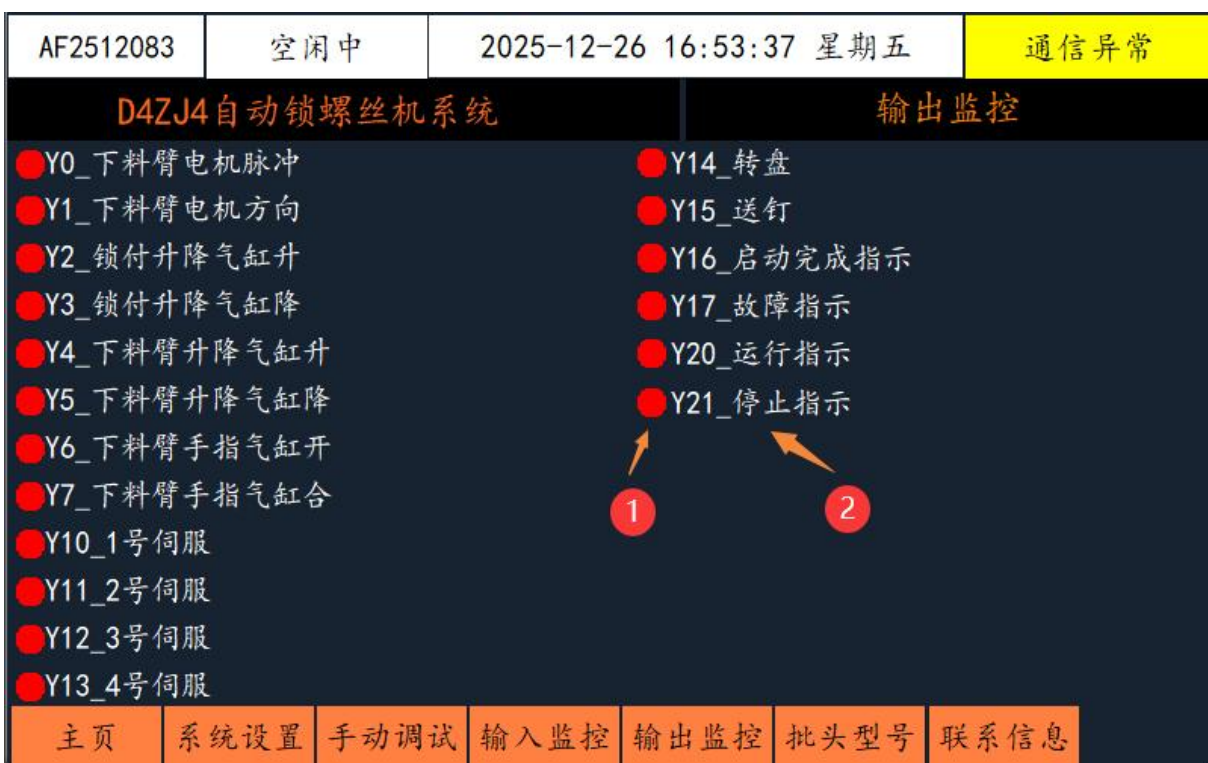 AF2512083 空闲中 2025-12-26 16:53:37 星期五 通信异常
D4ZJ4自动锁螺丝机系统 输出监控
Y0_下料臂电机脉冲
Y1_下料臂电机方向
Y2_锁付升降气缸升
Y3_锁付升降气缸降
Y4_下料臂升降气缸升
Y5_下料臂升降气缸降
Y6_下料臂手指气缸开
Y7_下料臂手指气缸合
Y10_1号伺服
Y11_2号伺服
Y12_3号伺服
Y13_4号伺服
Y14_转盘
Y15_送钉
Y16_启动完成指示
Y17_故障指示
Y20_运行指示
Y21_停止指示
1 2
主页 系统设置 手动调试 输入监控 输出监控 批头型号 联系信息